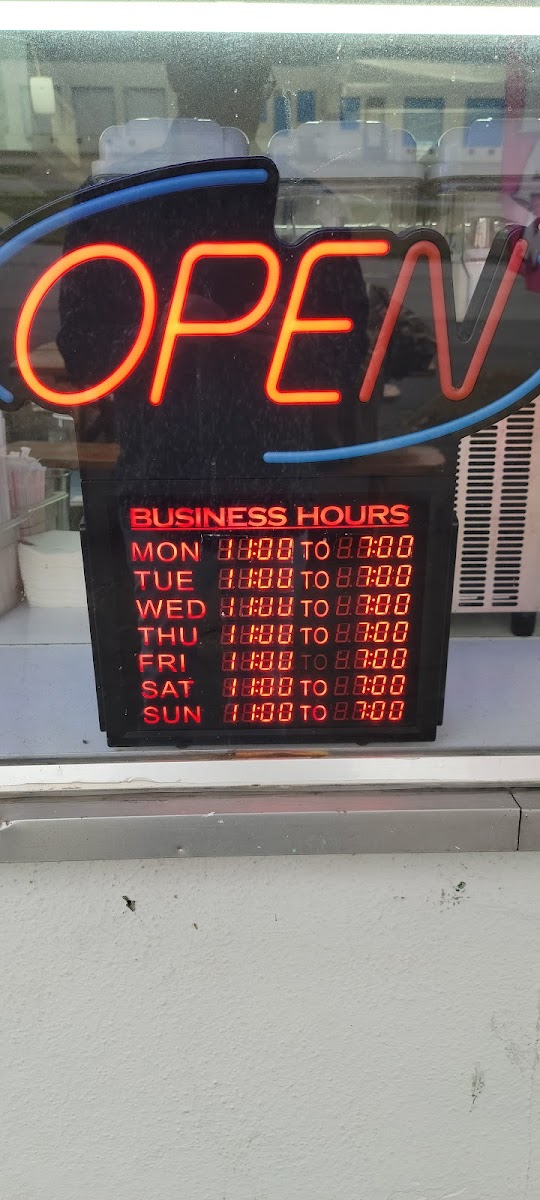 OPEN
BUSINESS HOURS
MON 11:00 TO 7:00
TUE 11:00 TO 7:00
WED 11:00 TO 7:00
THU 11:00 TO 7:00
FRI 11:00 TO 7:00
SAT 11:00 TO 7:00
SUN 11:00 TO 7:00